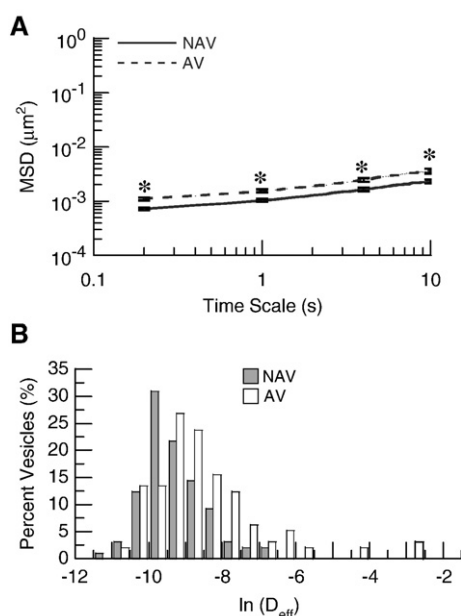 A
NAV
AV
MSD (μm²)
10⁰
10⁻¹
10⁻²
10⁻³
10⁻⁴
* * * *
0.1 1 10
Time Scale (s)
B
NAV
AV
Percent Vesicles (%)
35
30
25
20
15
10
5
0
-12 -10 -8 -6 -4 -2
ln (D_eff)